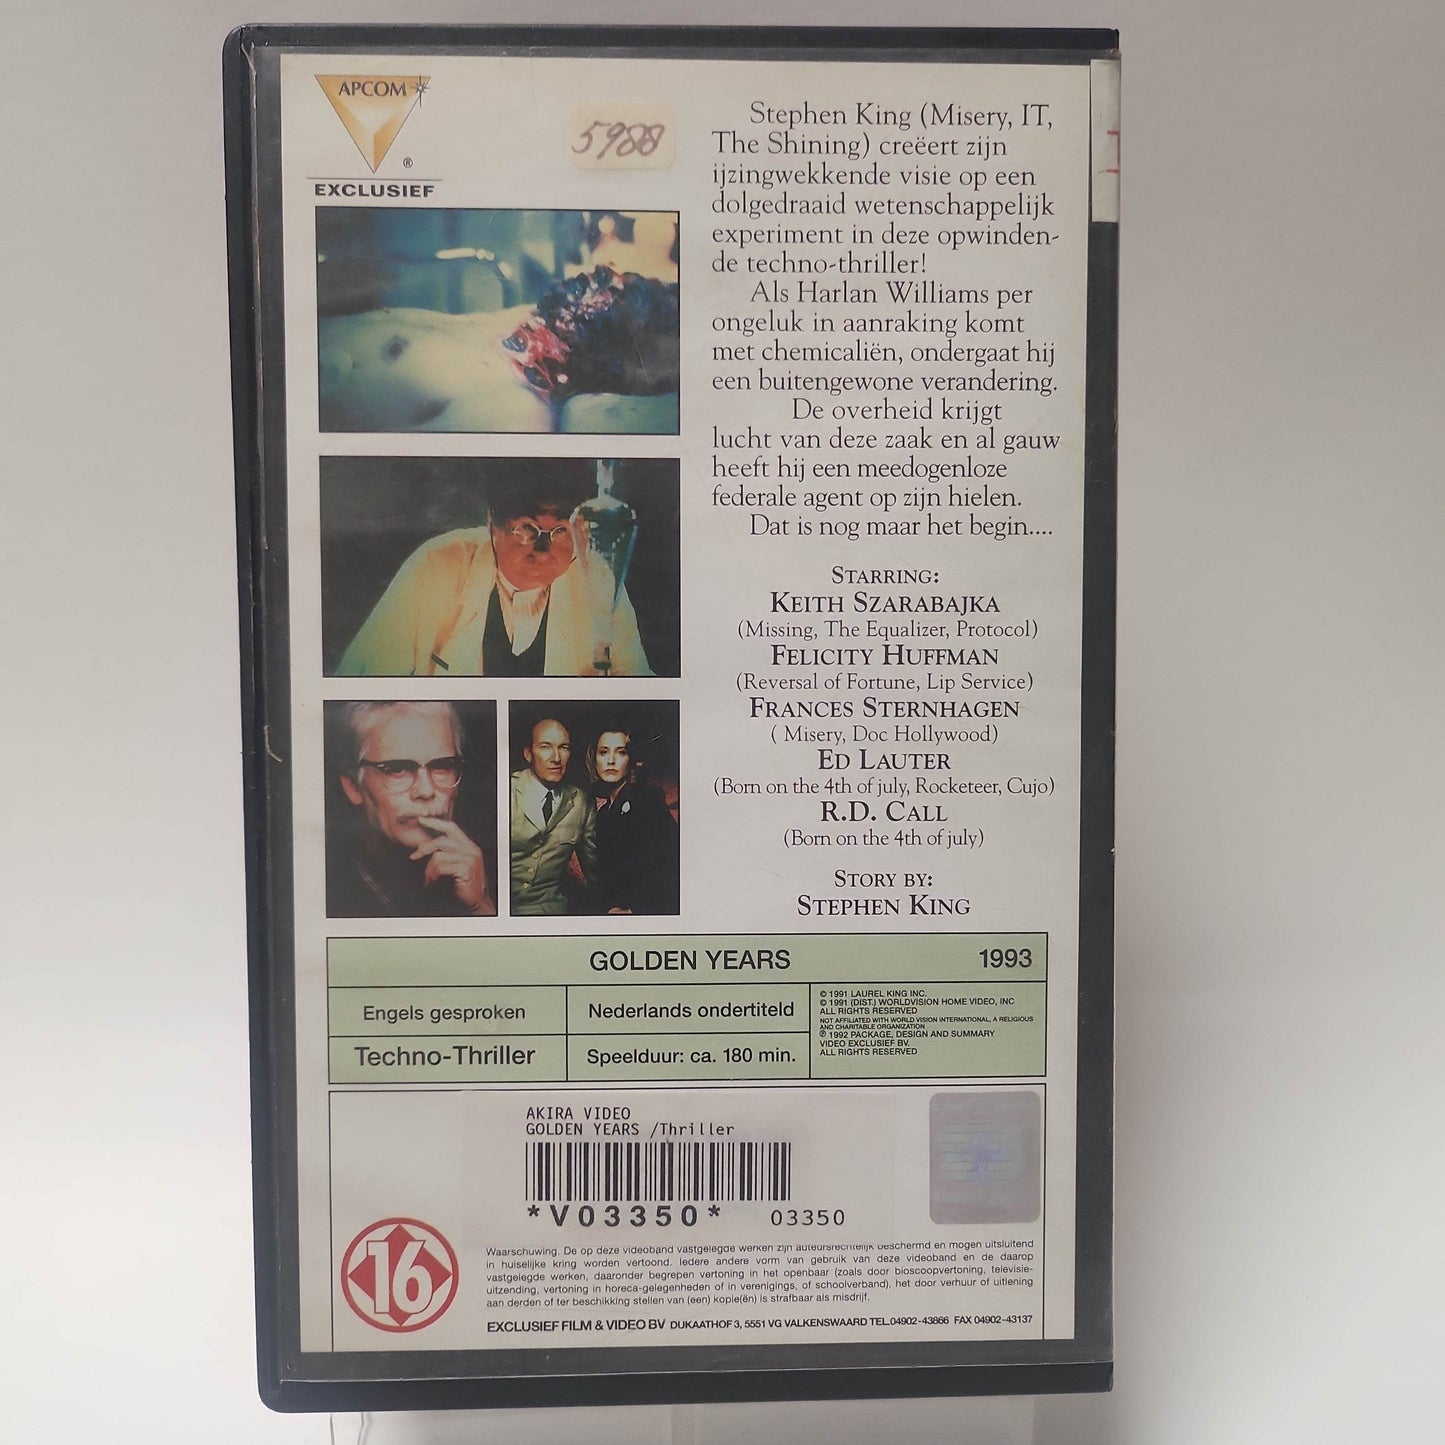 APCOM
®
EXCLUSIEF
5988
Stephen King (Misery, IT,
The Shining) creëert zijn
ijzingwekkende visie op een
dolgedraaid wetenschappelijk
experiment in deze opwinden-
de techno-thriller!
Als Harlan Williams per
ongeluk in aanraking komt
met chemicaliën, ondergaat hij
een buitengewone verandering.
De overheid krijgt
lucht van deze zaak en al gauw
heeft hij een meedogenloze
federale agent op zijn hielen.
Dat is nog maar het begin....
STARRING:
KEITH SZARABAJKA
(Missing, The Equalizer, Protocol)
FELICITY HUFFMAN
(Reversal of Fortune, Lip Service)
FRANCES STERNHAGEN
( Misery, Doc Hollywood)
ED LAUTER
(Born on the 4th of july, Rocketeer, Cujo)
R.D. CALL
(Born on the 4th of july)
STORY BY:
STEPHEN KING
GOLDEN YEARS 1993
Engels gesproken
Nederlands ondertiteld
Techno-Thriller
Speelduur: ca. 180 min.
© 1991 LAUREL KING INC.
© 1991 (DIST.) WORLDVISION HOME VIDEO, INC
ALL RIGHTS RESERVED
NOT AFFILIATED WITH WORLD VISION INTERNATIONAL, A RELIGIOUS
AND CHARITABLE ORGANIZATION
℗ 1992 PACKAGE, DESIGN AND SUMMARY
VIDEO EXCLUSIEF BV.
ALL RIGHTS RESERVED
AKIRA VIDEO
GOLDEN YEARS /Thriller
*V03350* 03350
16
Waarschuwing. De op deze videoband vastgelegde werken zijn auteursrechtelijk beschermd en mogen uitsluitend
in huiselijke kring worden vertoond. Iedere andere vorm van gebruik van deze videoband en de daarop
vastgelegde werken, daaronder begrepen vertoning in het openbaar (zoals door bioscoopvertoning, televisie-
uitzending, vertoning in horeca-gelegenheden of in verenigings, of schoolverband), het door verhuur of uitlening
aan derden of ter beschikking stellen van (een) kopie(ën) is strafbaar als misdrijf.
EXCLUSIEF FILM & VIDEO BV DUKAATHOF 3, 5551 VG VALKENSWAARD TEL.04902-43866 FAX 04902-43137